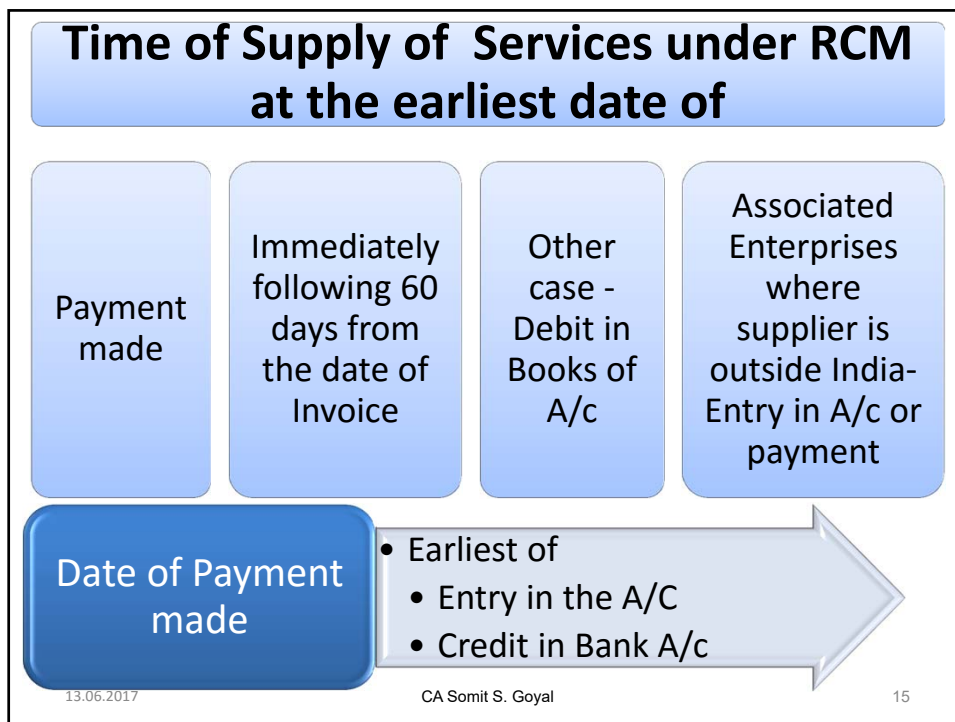 Time of Supply of Services under RCM
at the earliest date of
Payment
made
Immediately
following 60
days from
the date of
Invoice
Other
case -
Debit in
Books of
A/c
Associated
Enterprises
where
supplier is
outside India-
Entry in A/c or
payment
Date of Payment
made
• Earliest of
• Entry in the A/C
• Credit in Bank A/c
13.06.2017
CA Somit S. Goyal
15